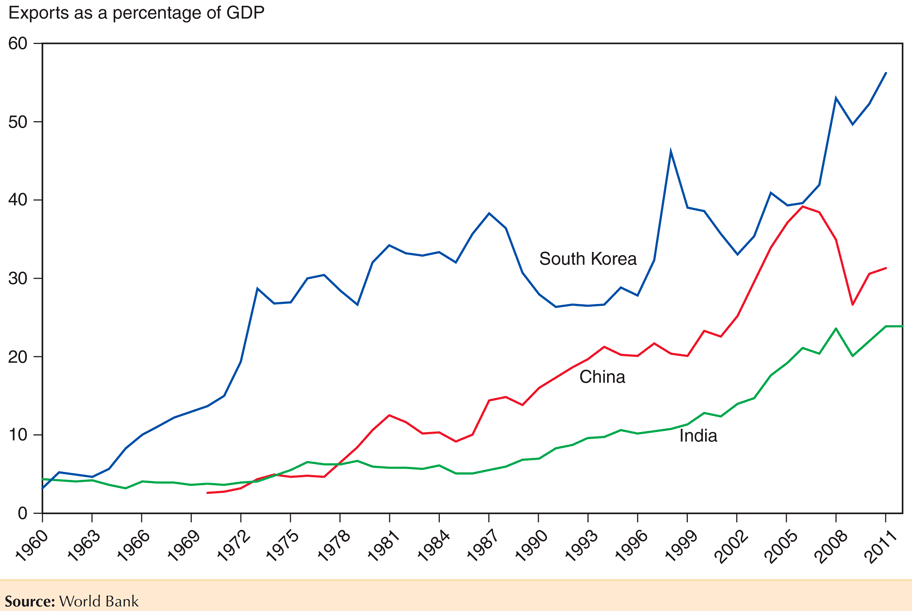 Exports as a percentage of GDP
60
50
40
30
20
10
0
South Korea
China
India
1960 1963 1966 1969 1972 1975 1978 1981 1984 1987 1990 1993 1996 1999 2002 2005 2008 2011
Source: World Bank